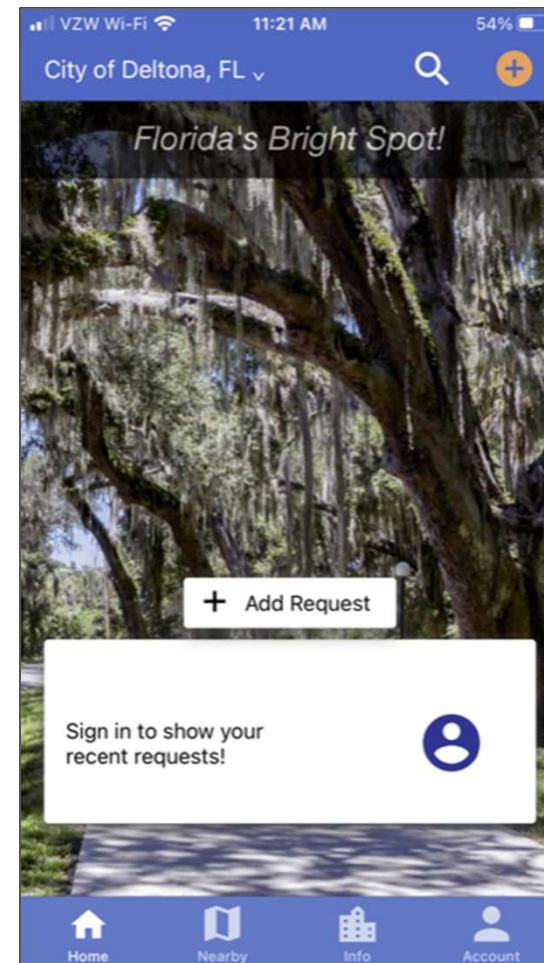 VZW Wi-Fi 11:21 AM 54%
City of Deltona, FL
Florida's Bright Spot!
+ Add Request
Sign in to show your
recent requests!
Home Nearby Info Account